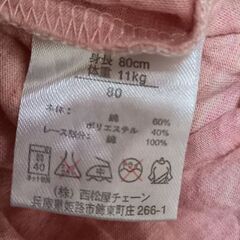 身長 80cm
体重 11kg
80
本体: 綿 60%
ポリエステル 40%
レース部分: 綿 100%
弱
40
(株) 西松屋チェーン
兵庫県姫路市飾東町庄 266-1